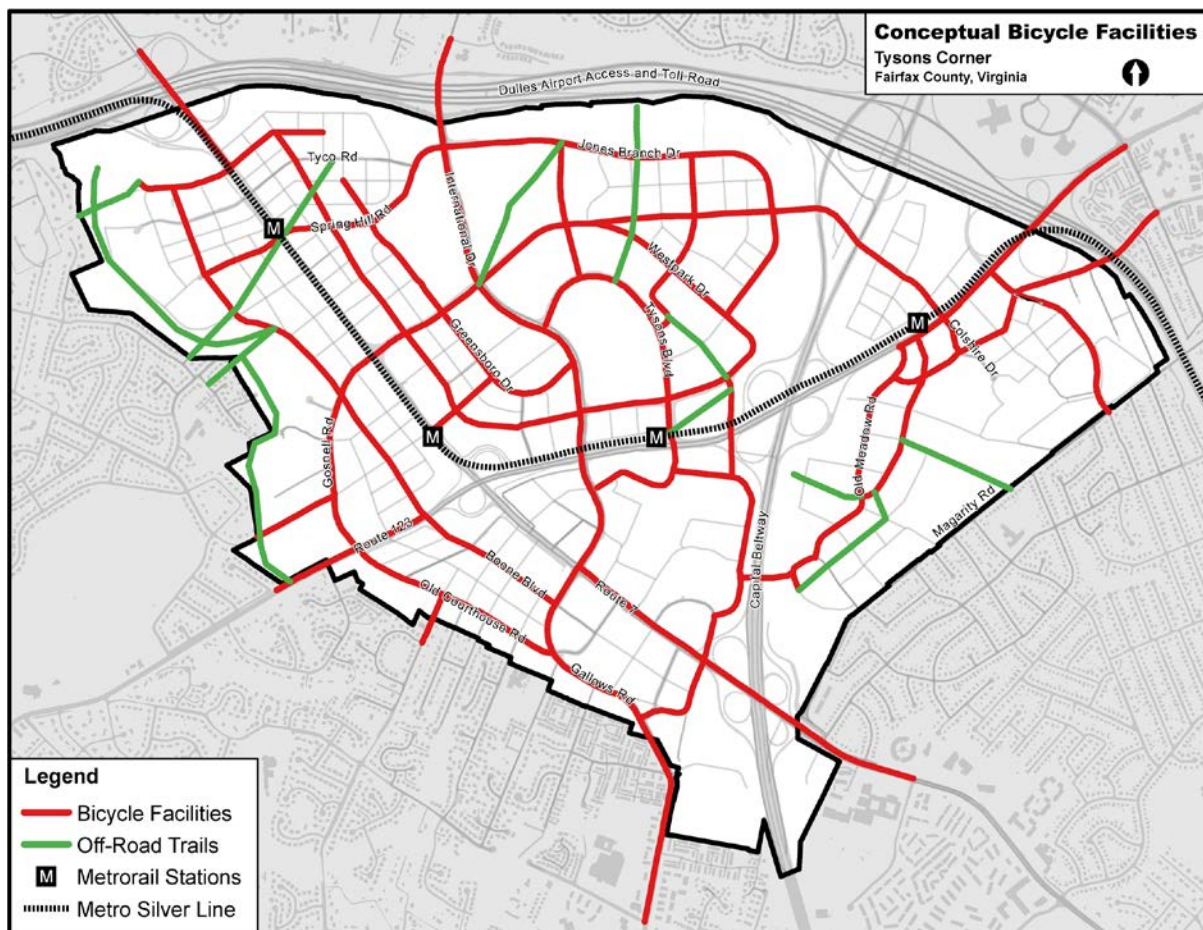 Conceptual Bicycle Facilities
Tysons Corner
Fairfax County, Virginia
Dulles Airport Access and Toll Road
Tyco Rd
Jones Branch Dr
International Dr
Spring Hill Rd
M
Westpark Dr
Tysons Blvd
Greensboro Dr
M
Colshire Dr
Gosnell Rd
M
M
Old Meadow Rd
Magarity Rd
Route 123
Boone Blvd
Capital Beltway
Route 7
Old Courthouse Rd
Gallows Rd
Legend
Bicycle Facilities
Off-Road Trails
M Metrorail Stations
Metro Silver Line